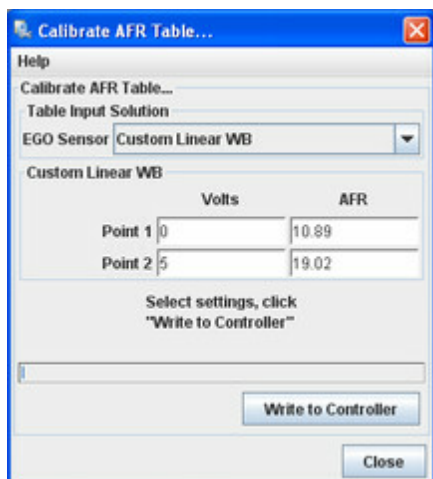 Calibrate AFR Table...
Help
Calibrate AFR Table...
Table Input Solution
EGO Sensor Custom Linear WB
Custom Linear WB
Volts AFR
Point 1 0 10.89
Point 2 5 19.02
Select settings, click
"Write to Controller"
Write to Controller
Close